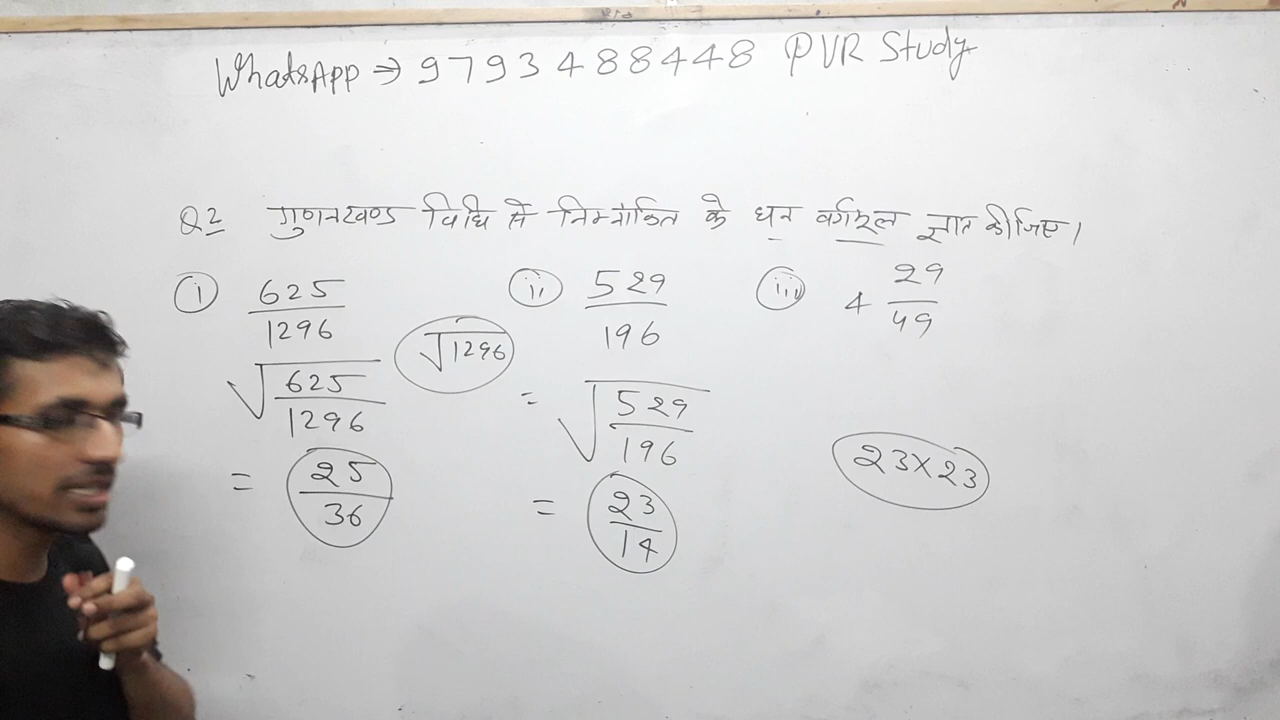 WhatsApp → 9793488448 PVR Study
Q2 गुणनखण्ड विधि से निम्नांकित के धन वर्गमूल ज्ञात कीजिए।
(i) 625/1296 (ii) 529/196 (iii) 4 29/49
√(625/1296) √1296 = √(529/196)
= 25/36 = 23/14 23×23